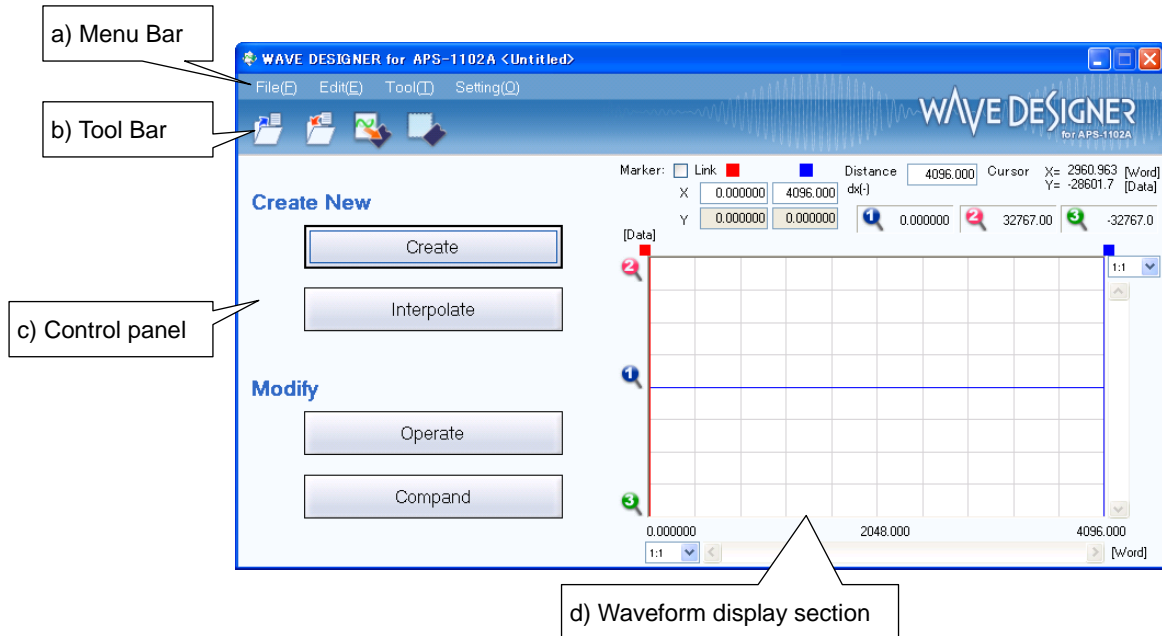 a) Menu Bar
WAVE DESIGNER for APS-1102A <Untitled>
File(F) Edit(E) Tool(T) Setting(O)
b) Tool Bar
WAVE DESIGNER
for APS-1102A
Marker: Link Distance 4096.000 Cursor X= 2960.963 [Word]
X 0.000000 4096.000 dx(-) Y= -28601.7 [Data]
Y 0.000000 0.000000 1 0.000000 2 32767.00 3 -32767.0
[Data]
Create New
Create
Interpolate
c) Control panel
Modify
Operate
Compand
2
1:1
1
3
0.000000 2048.000 4096.000
1:1 [Word]
d) Waveform display section